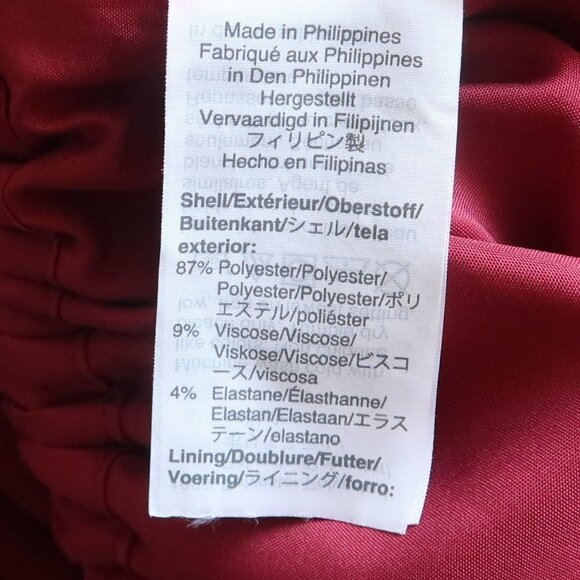 Made in Philippines
Fabriqué aux Philippines
in Den Philippinen
Hergestellt
Vervaardigd in Filipijnen
フィリピン製
Hecho en Filipinas
Shell/Extérieur/Oberstoff/
Buitenkant/シェル/tela
exterior:
87% Polyester/Polyester/
Polyester/Polyester/ポリ
エステル/poliéster
9% Viscose/Viscose/
Viskose/Viscose/ビスコ
ース/viscosa
4% Elastane/Élasthanne/
Elastan/Elastaan/エラス
テーン/elastano
Lining/Doublure/Futter/
Voering/ライニング/forro: